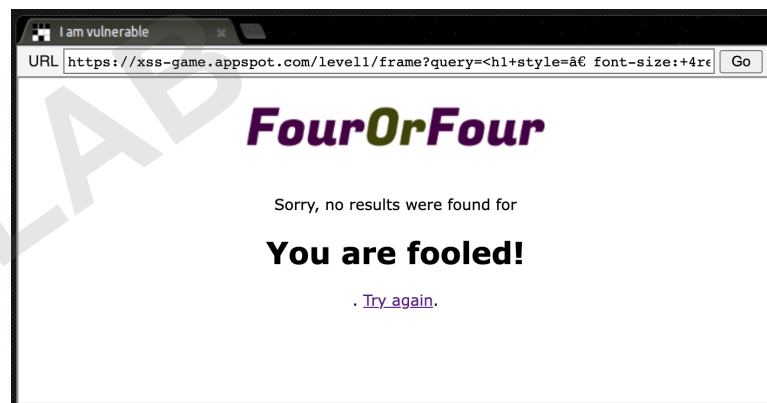 I am vulnerable
URL https://xss-game.appspot.com/level1/frame?query=<h1+style=â€ font-size:+4re Go
FourOrFour
Sorry, no results were found for
You are fooled!
. Try again.
LAB